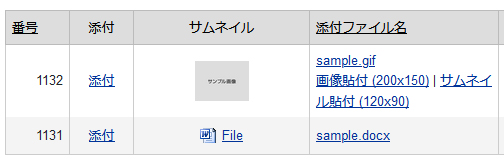 番号 添付 サムネイル 添付ファイル名
sample.gif
1132 添付 サンプル画像 画像貼付 (200x150) | サムネイ
ル貼付 (120x90)
1131 添付 File sample.docx